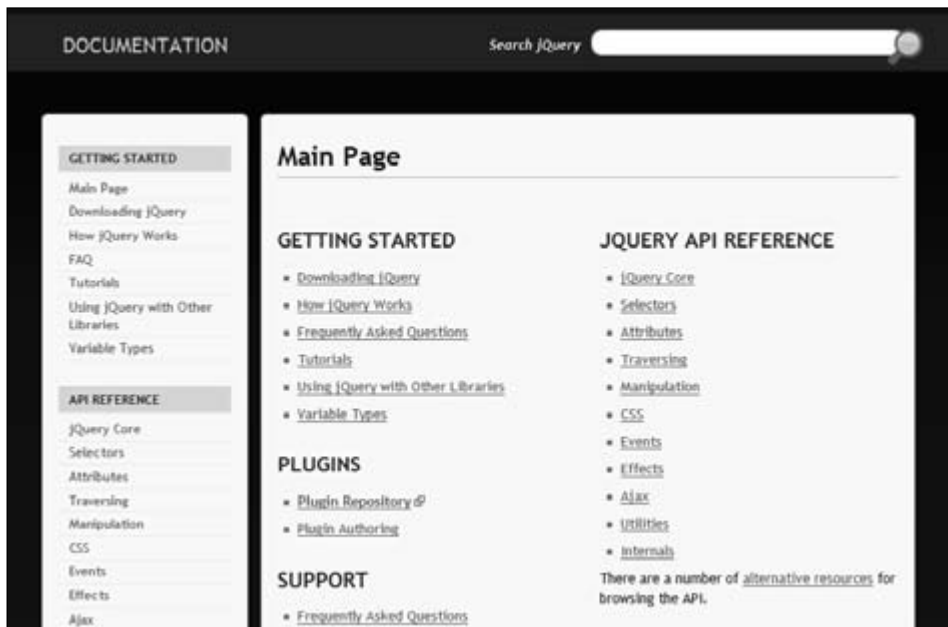 DOCUMENTATION
Search jQuery
GETTING STARTED
Main Page
Downloading jQuery
How jQuery Works
FAQ
Tutorials
Using jQuery with Other
Libraries
Variable Types
API REFERENCE
jQuery Core
Selectors
Attributes
Traversing
Manipulation
CSS
Events
Effects
Ajax
Main Page
GETTING STARTED
Downloading jQuery
How jQuery Works
Frequently Asked Questions
Tutorials
Using jQuery with Other Libraries
Variable Types
PLUGINS
Plugin Repository
Plugin Authoring
SUPPORT
Frequently Asked Questions
JQUERY API REFERENCE
jQuery Core
Selectors
Attributes
Traversing
Manipulation
CSS
Events
Effects
Ajax
Utilities
Internals
There are a number of alternative resources for
browsing the API.